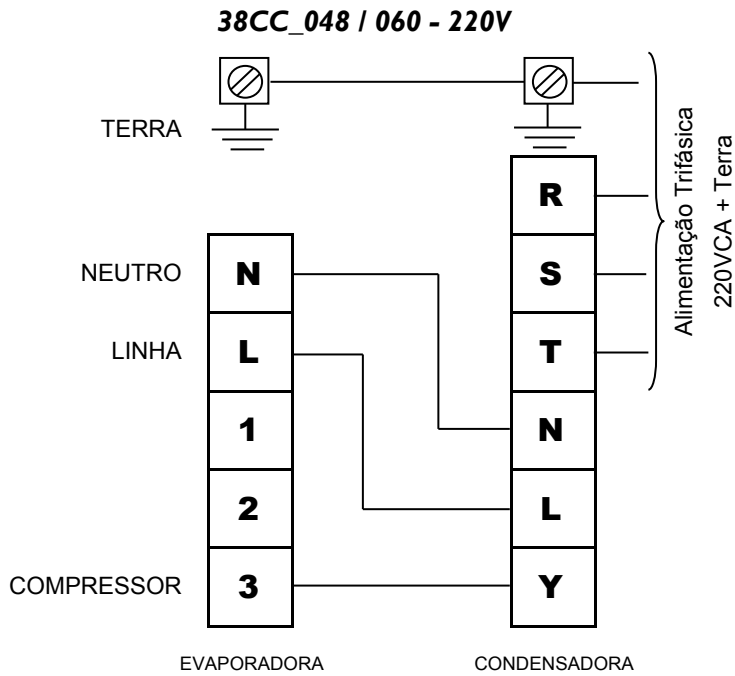 38CC_048 / 060 - 220V
TERRA
NEUTRO
LINHA
COMPRESSOR
N
L
1
2
3
EVAPORADORA
R
S
T
N
L
Y
CONDENSADORA
Alimentação Trifásica
220VCA + Terra